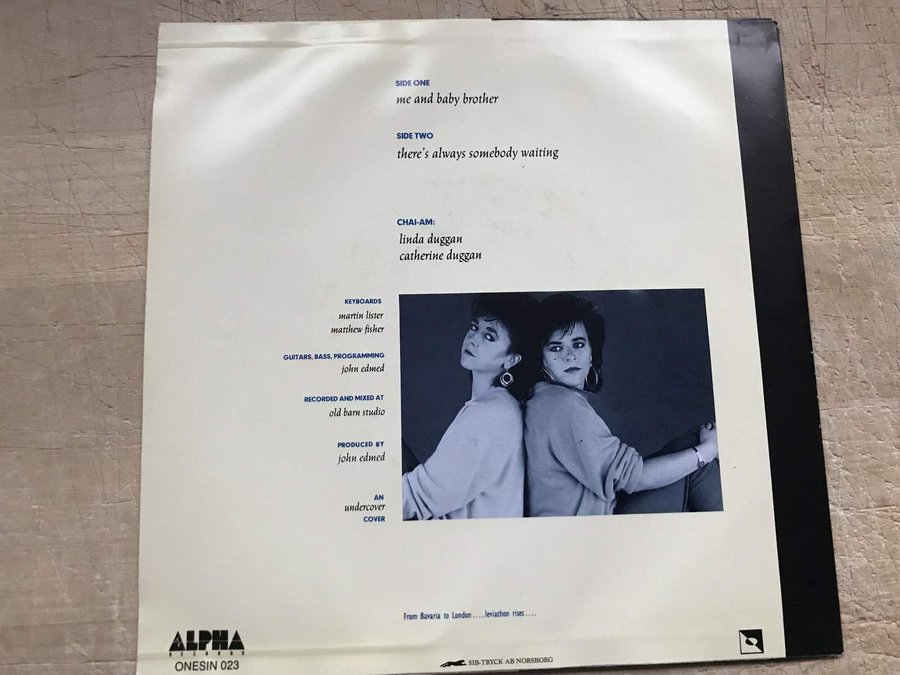 SIDE ONE
me and baby brother
SIDE TWO
there's always somebody waiting
CHAI-AM:
linda duggan
catherine duggan
KEYBOARDS
martin lister
matthew fisher
GUITARS, BASS, PROGRAMMING
john edmed
RECORDED AND MIXED AT
old barn studio
PRODUCED BY
john edmed
AN
undercover
COVER
From Bavaria to London....leviathon rises....
ALPHA
RECORDS
ONESIN 023
SIB-TRYCK AB NORSBORG